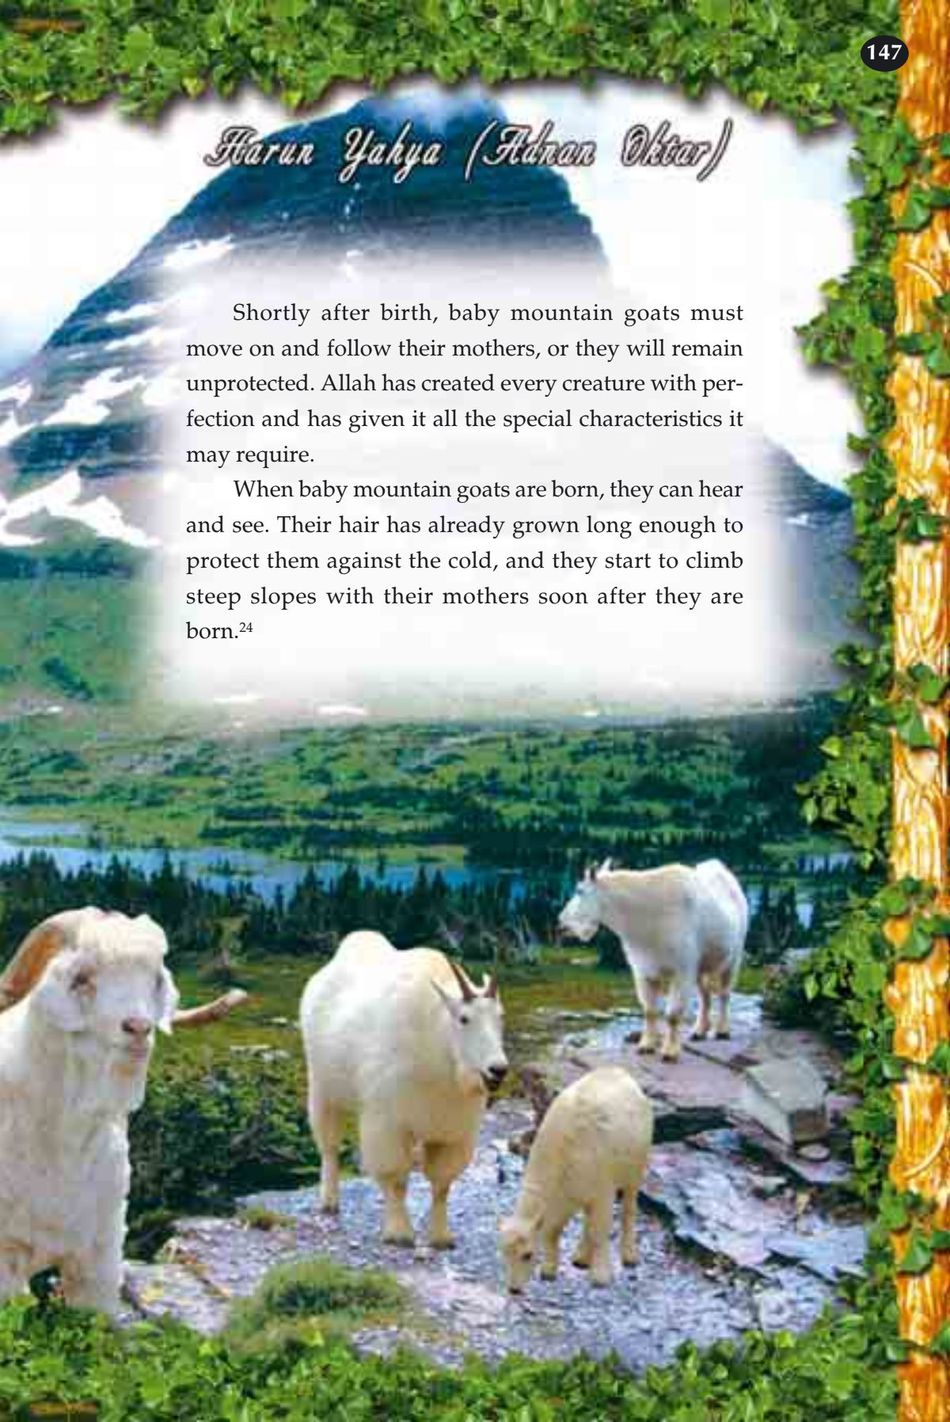 147
Harun Yahya (Adnan Oktar)
Shortly after birth, baby mountain goats must
move on and follow their mothers, or they will remain
unprotected. Allah has created every creature with per-
fection and has given it all the special characteristics it
may require.
When baby mountain goats are born, they can hear
and see. Their hair has already grown long enough to
protect them against the cold, and they start to climb
steep slopes with their mothers soon after they are
born.24